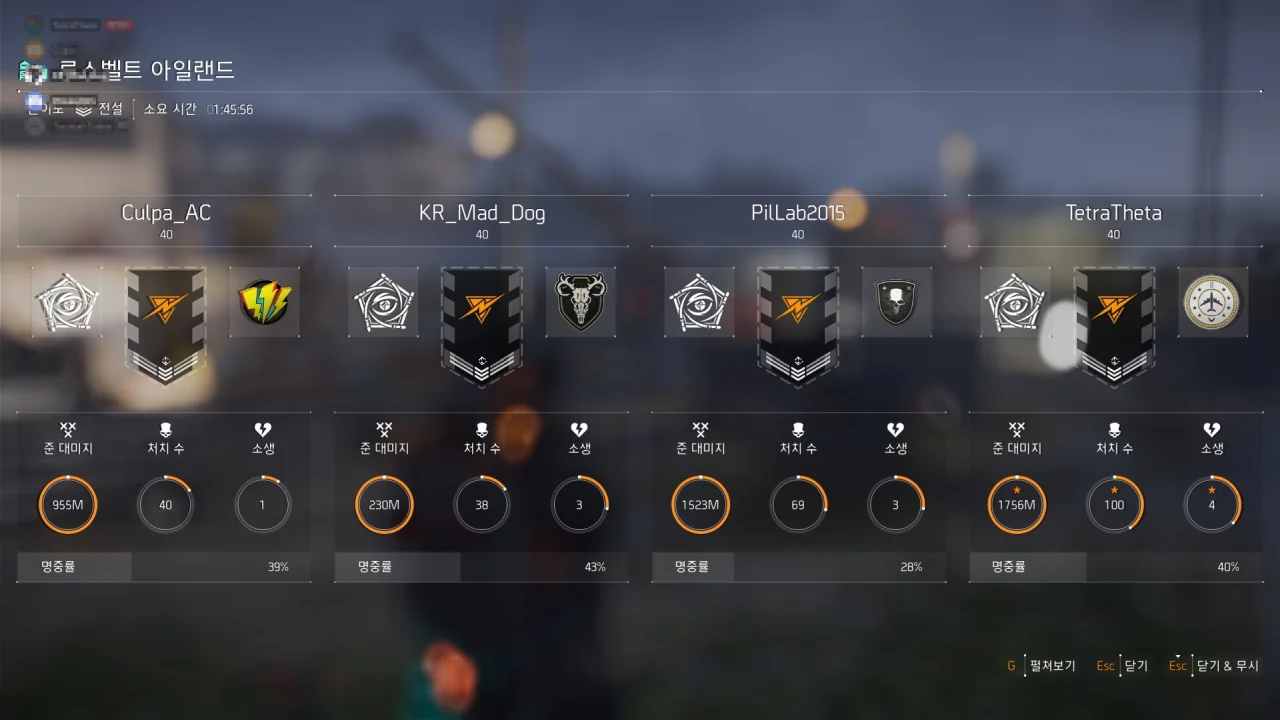 루스벨트 아일랜드
난이도 전설 소요 시간 01:45:56
Culpa_AC
40
KR_Mad_Dog
40
PilLab2015
40
TetraTheta
40
준 대미지 처치 수 소생
955M 40 1
명중률 39%
준 대미지 처치 수 소생
230M 38 3
명중률 43%
준 대미지 처치 수 소생
1523M 69 3
명중률 28%
준 대미지 처치 수 소생
1756M 100 4
명중률 40%
G 펼쳐보기 Esc 닫기 Esc 닫기 & 무시